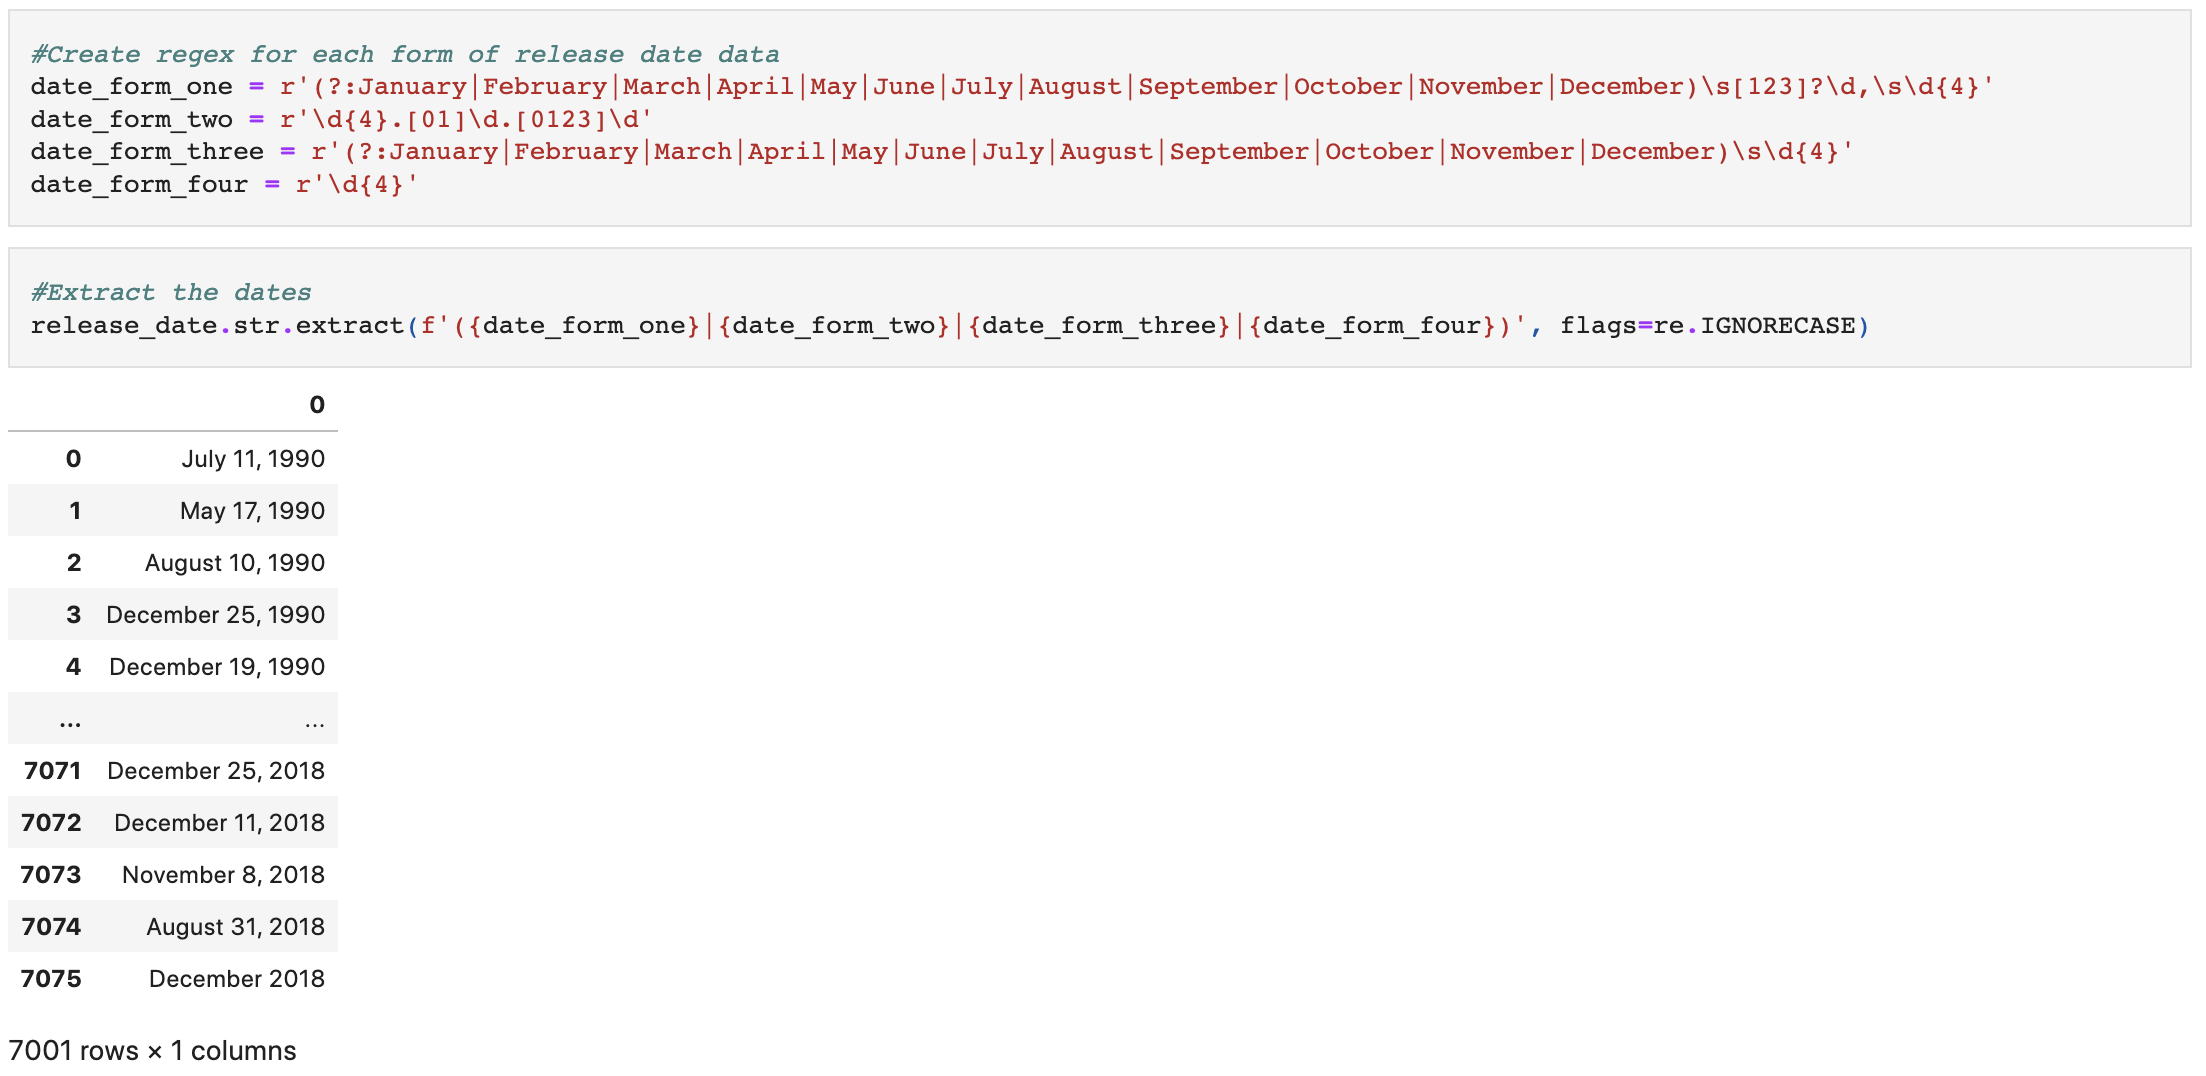 #Create regex for each form of release date data
date_form_one = r'(?:January|February|March|April|May|June|July|August|September|October|November|December)\s[123]?\d,\s\d{4}'
date_form_two = r'\d{4}.[01]\d.[0123]\d'
date_form_three = r'(?:January|February|March|April|May|June|July|August|September|October|November|December)\s\d{4}'
date_form_four = r'\d{4}'
#Extract the dates
release_date.str.extract(f'({date_form_one}|{date_form_two}|{date_form_three}|{date_form_four})', flags=re.IGNORECASE)
0
0 July 11, 1990
1 May 17, 1990
2 August 10, 1990
3 December 25, 1990
4 December 19, 1990
... ...
7071 December 25, 2018
7072 December 11, 2018
7073 November 8, 2018
7074 August 31, 2018
7075 December 2018
7001 rows × 1 columns